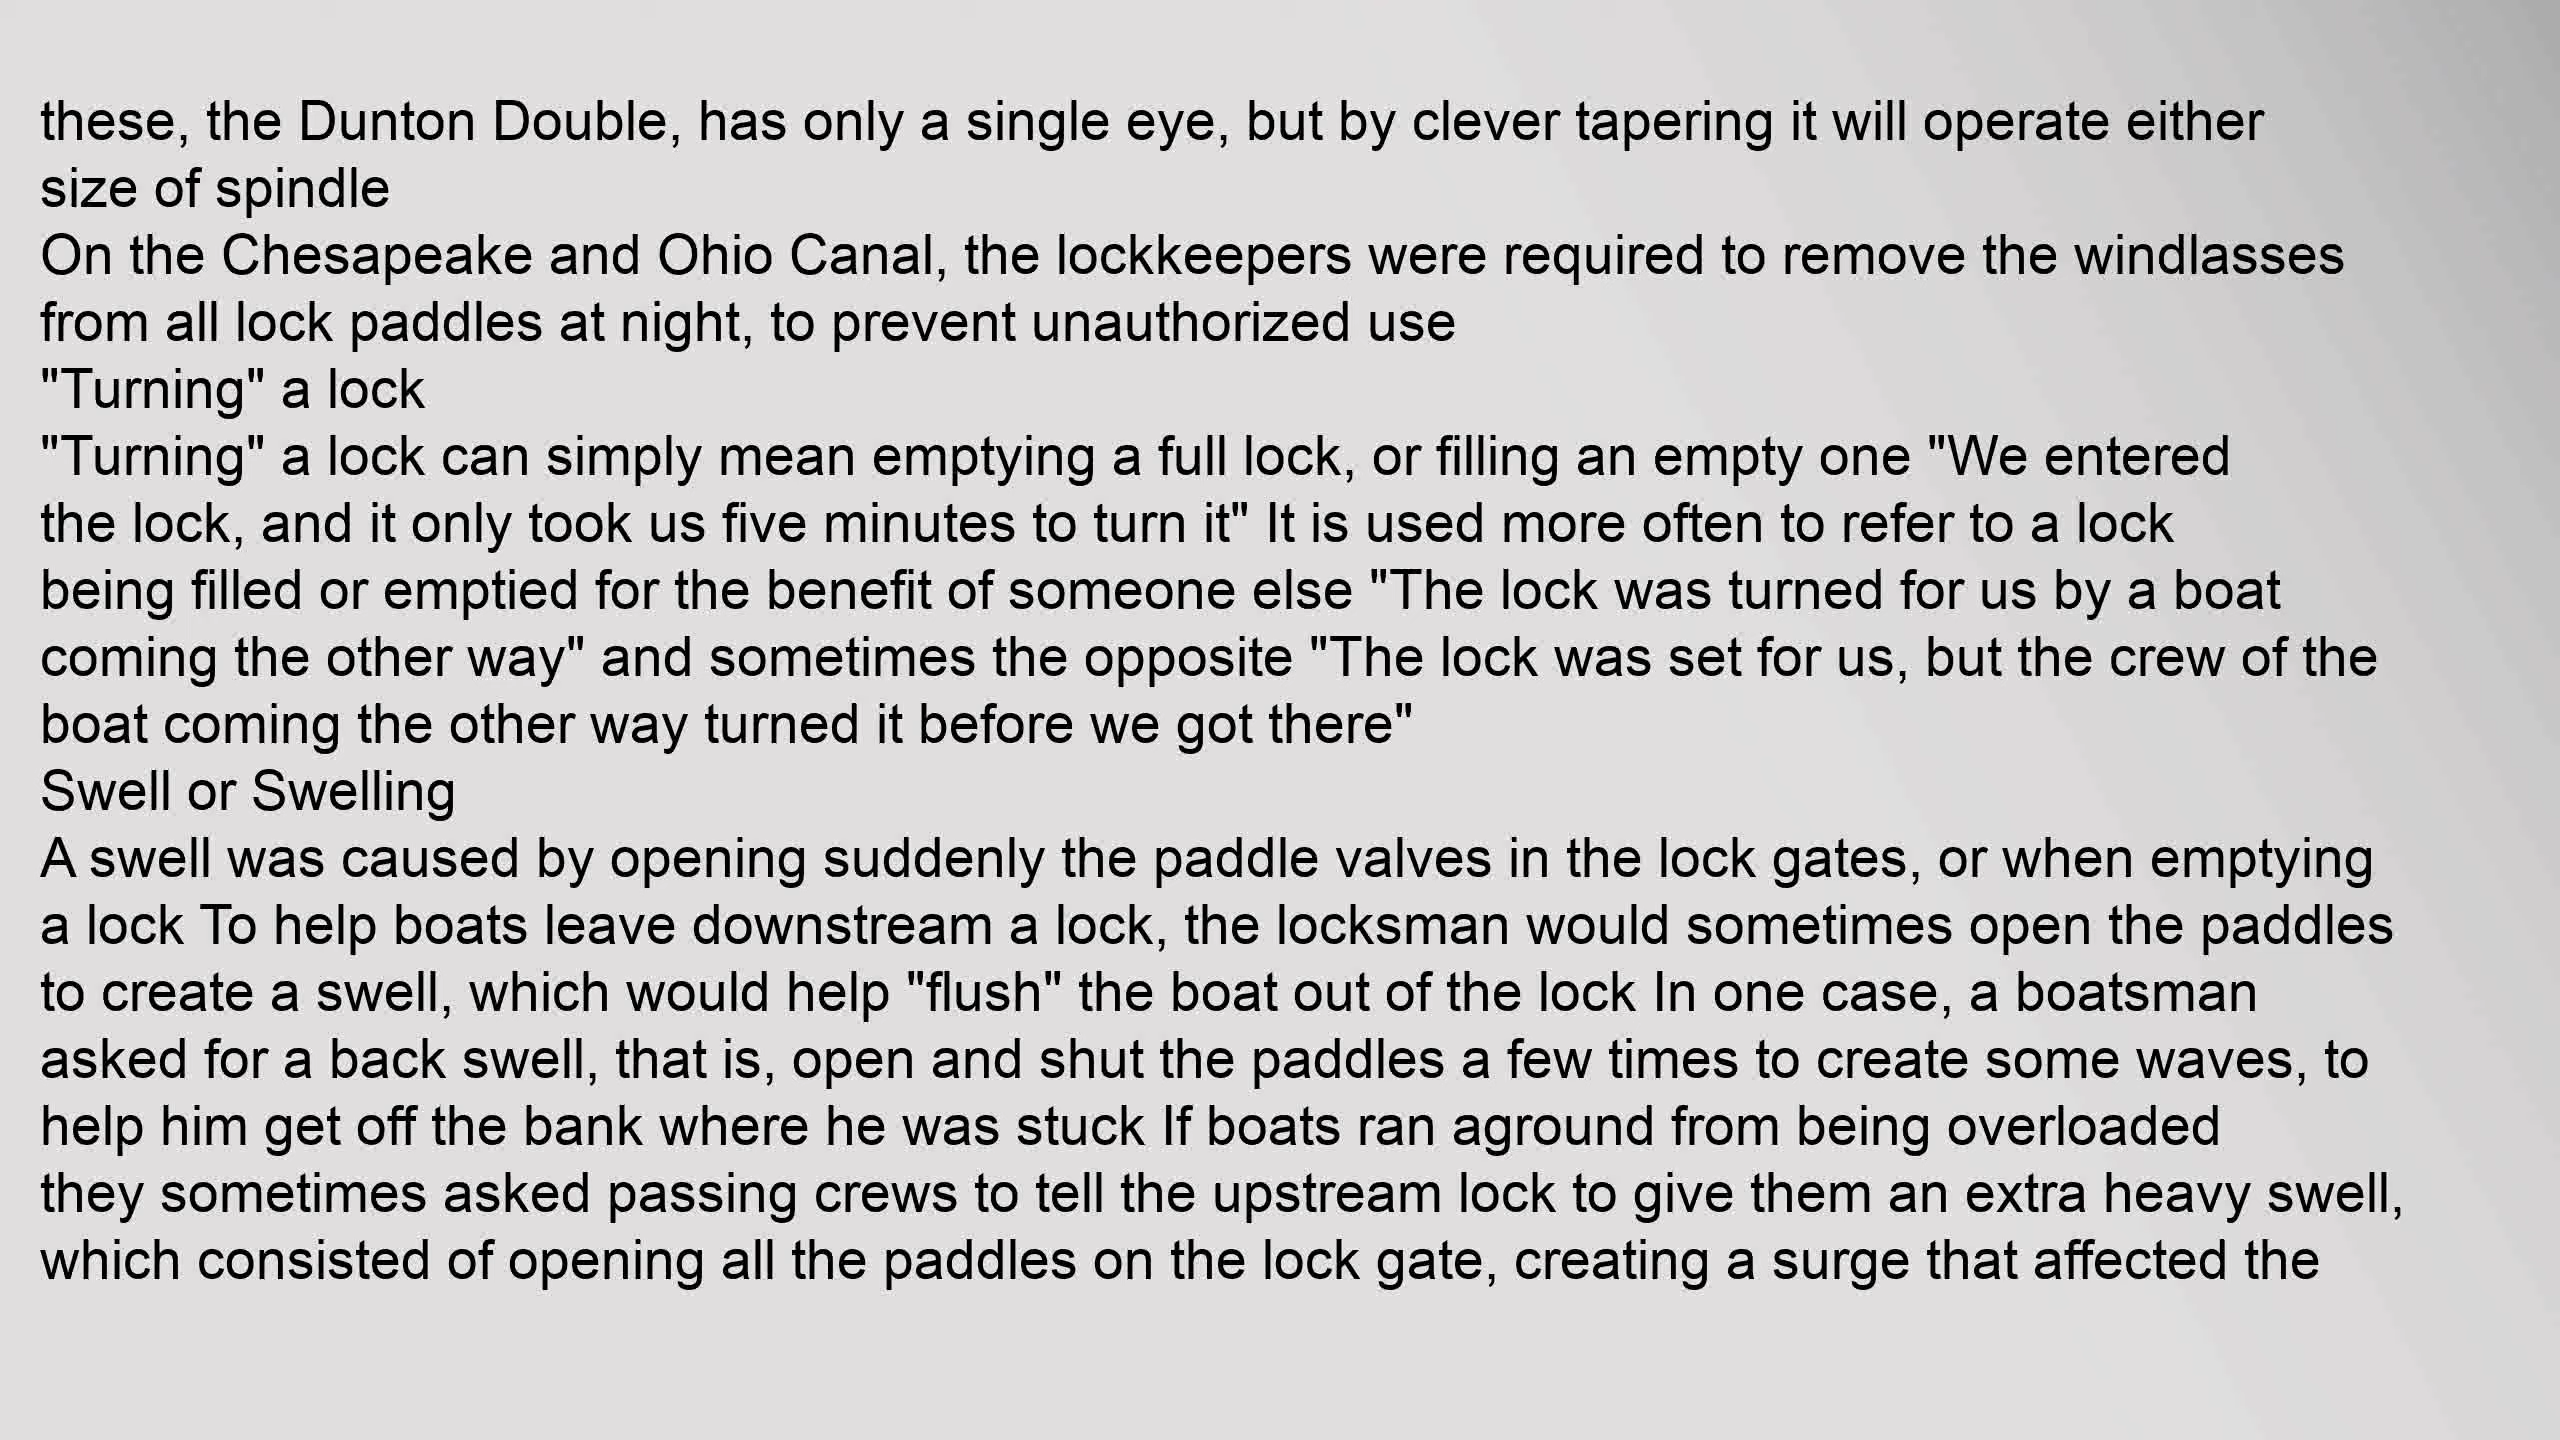 these, the Dunton Double, has only a single eye, but by clever tapering it will operate either
size of spindle
On the Chesapeake and Ohio Canal, the lockkeepers were required to remove the windlasses
from all lock paddles at night, to prevent unauthorized use
"Turning" a lock
"Turning" a lock can simply mean emptying a full lock, or filling an empty one "We entered
the lock, and it only took us five minutes to turn it" It is used more often to refer to a lock
being filled or emptied for the benefit of someone else "The lock was turned for us by a boat
coming the other way" and sometimes the opposite "The lock was set for us, but the crew of the
boat coming the other way turned it before we got there"
Swell or Swelling
A swell was caused by opening suddenly the paddle valves in the lock gates, or when emptying
a lock To help boats leave downstream a lock, the locksman would sometimes open the paddles
to create a swell, which would help "flush" the boat out of the lock In one case, a boatsman
asked for a back swell, that is, open and shut the paddles a few times to create some waves, to
help him get off the bank where he was stuck If boats ran aground from being overloaded
they sometimes asked passing crews to tell the upstream lock to give them an extra heavy swell,
which consisted of opening all the paddles on the lock gate, creating a surge that affected the